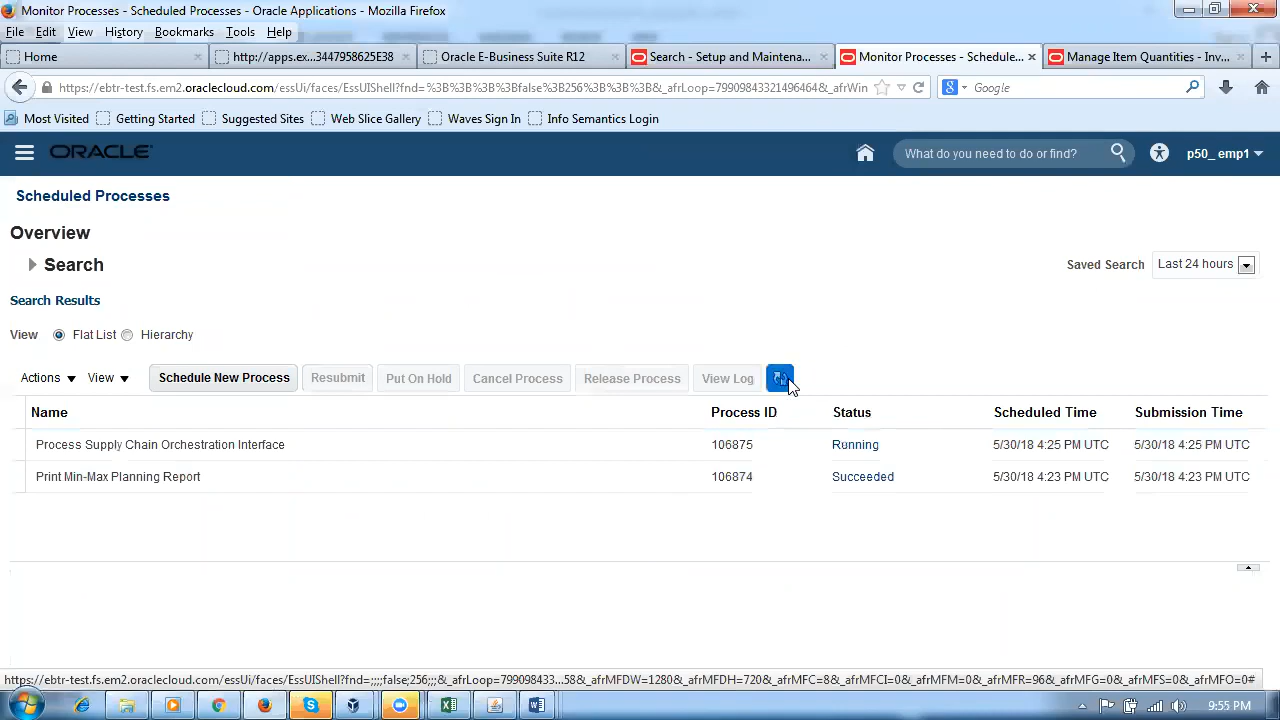 Monitor Processes - Scheduled Processes - Oracle Applications - Mozilla Firefox
File Edit View History Bookmarks Tools Help
Home http://apps.ex...3447958625E38 × Oracle E-Business Suite R12 × Search - Setup and Maintena... × Monitor Processes - Schedule... × Manage Item Quantities - Inv... × +
https://ebtr-test.fs.em2.oraclecloud.com/essUi/faces/EssUIShell?fnd=%3B%3B%3B%3Bfalse%3B256%3B%3B%3B&_afrLoop=7990984332149646​4&_afrWin Google
Most Visited Getting Started Suggested Sites Web Slice Gallery Waves Sign In Info Semantics Login
ORACLE What do you need to do or find? p50_ emp1
Scheduled Processes
Overview
Search Saved Search Last 24 hours
Search Results
View Flat List Hierarchy
Actions View Schedule New Process Resubmit Put On Hold Cancel Process Release Process View Log
Name Process ID Status Scheduled Time Submission Time
Process Supply Chain Orchestration Interface 106875 Running 5/30/18 4:25 PM UTC 5/30/18 4:25 PM UTC
Print Min-Max Planning Report 106874 Succeeded 5/30/18 4:23 PM UTC 5/30/18 4:23 PM UTC
https://ebtr-test.fs.em2.oraclecloud.com/essUi/faces/EssUIShell?fnd=;;;;false;256;;;&_afrLoop=799098433...58&_afrMFDW=1280&_afrMFDH=720&_afrMFC=8&_afrMFCI=0&_afrMFM=0&_afrMFR=96&_afrMFG=0&_afrMFS=0&_afrMFO=0#
9:55 PM